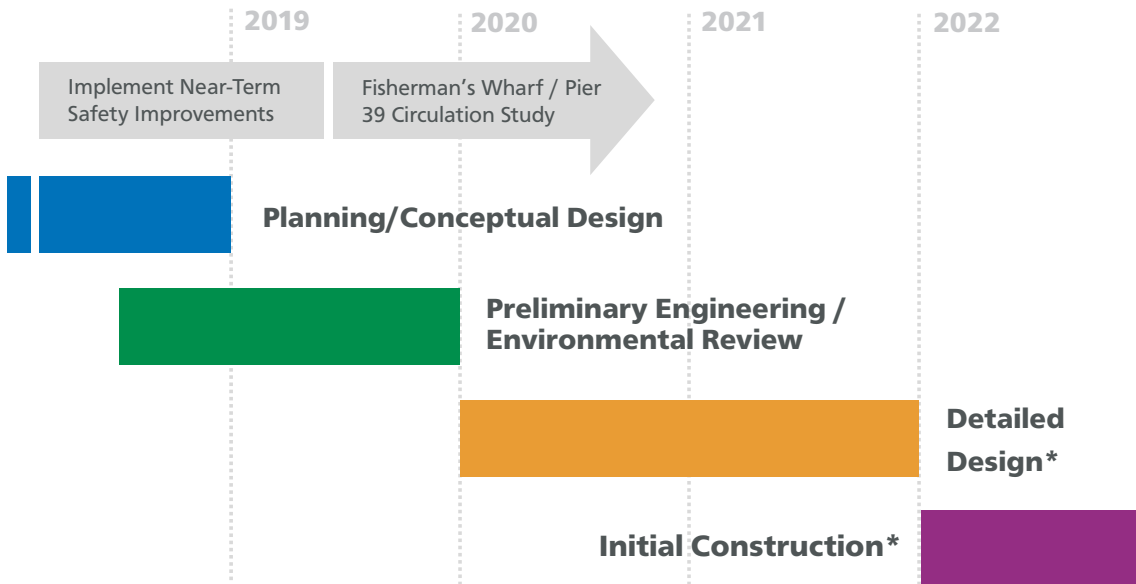 2019
2020
2021
2022
Implement Near-Term
Safety Improvements
Fisherman’s Wharf / Pier
39 Circulation Study
Planning/Conceptual Design
Preliminary Engineering /
Environmental Review
Detailed
Design*
Initial Construction*